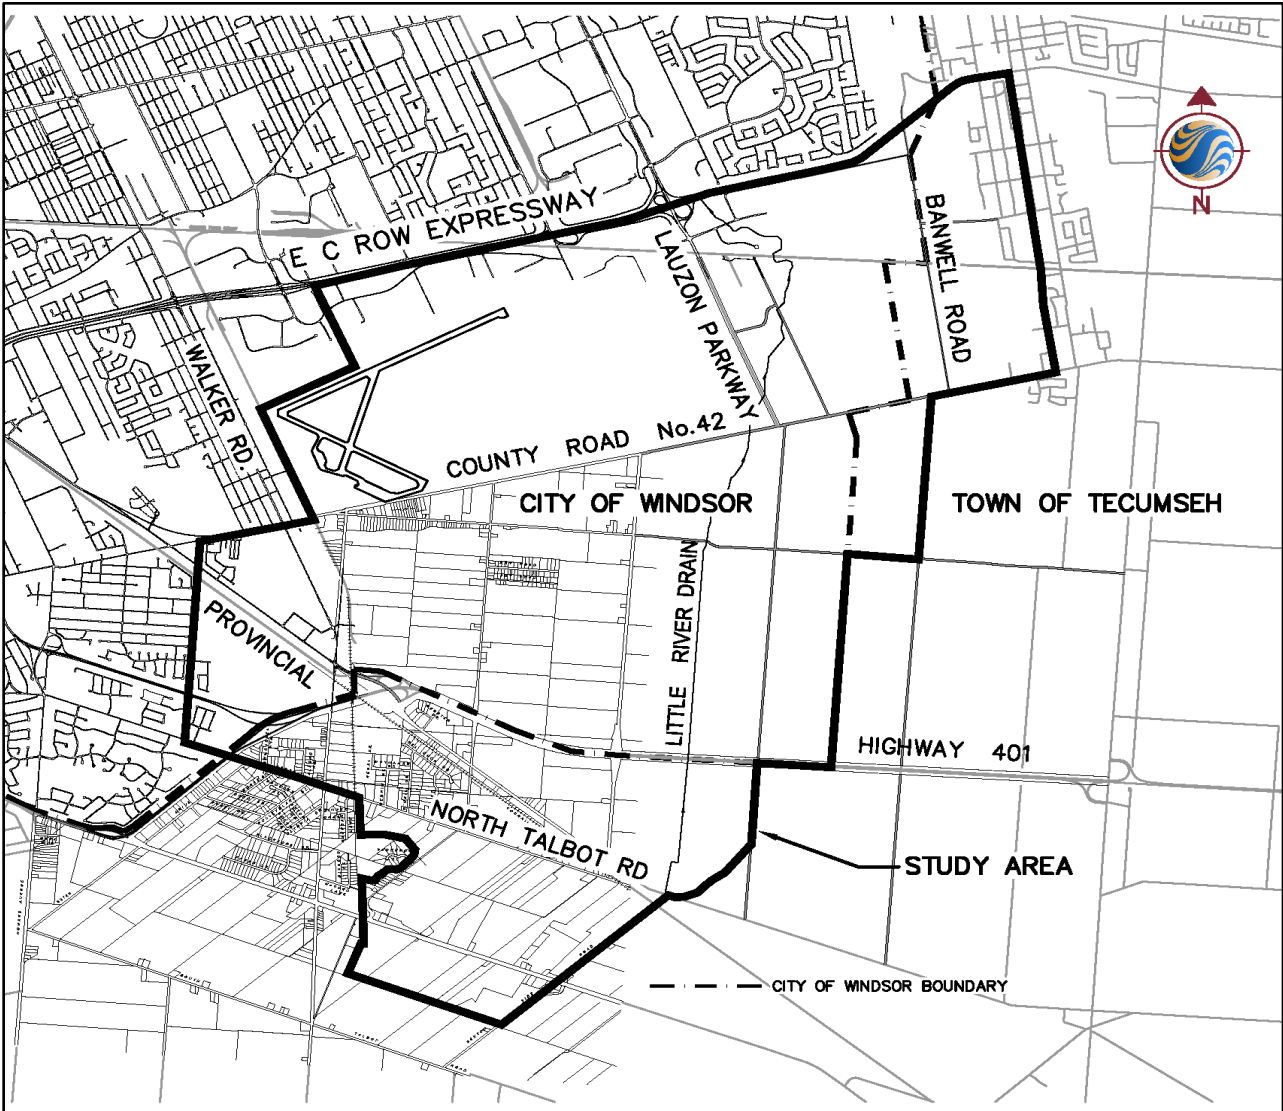 E C ROW EXPRESSWAY
BANWELL ROAD
N
LAUZON PARKWAY
WALKER RD.
COUNTY ROAD No.42
CITY OF WINDSOR
TOWN OF TECUMSEH
LITTLE RIVER DRAIN
PROVINCIAL
HIGHWAY 401
NORTH TALBOT RD
STUDY AREA
CITY OF WINDSOR BOUNDARY